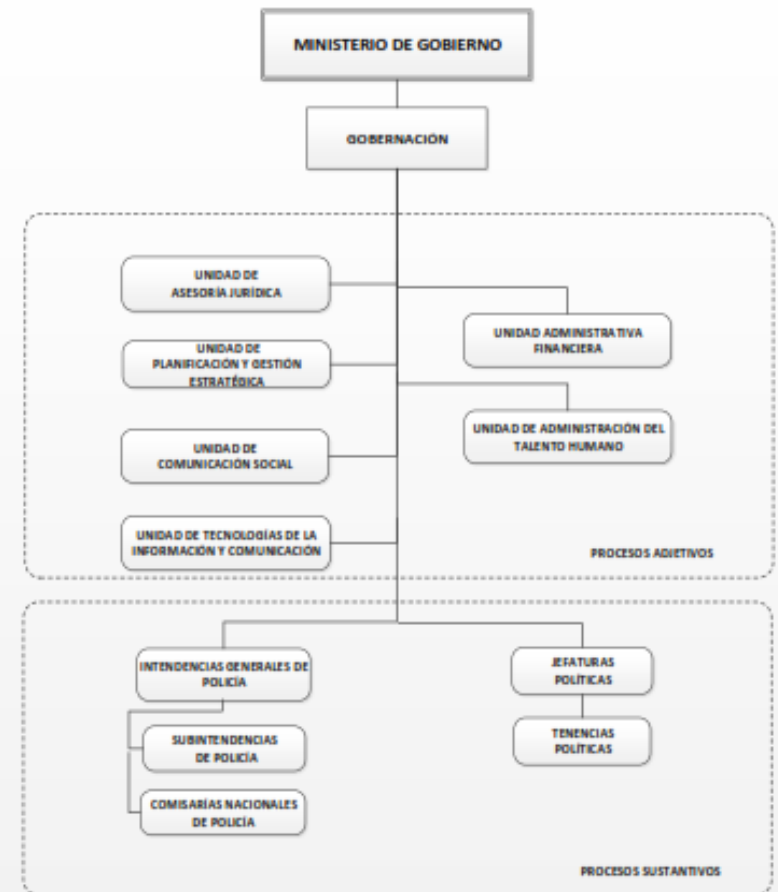 MINISTERIO DE GOBIERNO
GOBERNACIÓN
UNIDAD DE
ASESORÍA JURÍDICA
UNIDAD ADMINISTRATIVA
FINANCIERA
UNIDAD DE
PLANIFICACIÓN Y GESTIÓN
ESTRATÉGICA
UNIDAD DE ADMINISTRACIÓN DEL
TALENTO HUMANO
UNIDAD DE
COMUNICACIÓN SOCIAL
UNIDAD DE TECNOLOGÍAS DE LA
INFORMACIÓN Y COMUNICACIÓN
PROCESOS ADJETIVOS
INTENDENCIAS GENERALES DE
POLICÍA
JEFATURAS
POLÍTICAS
SUBINTENDENCIAS
DE POLICÍA
TENENCIAS
POLÍTICAS
COMISARÍAS NACIONALES
DE POLICÍA
PROCESOS SUSTANTIVOS